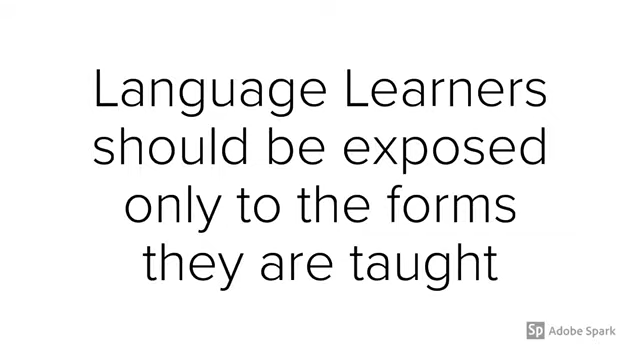 Language Learners
should be exposed
only to the forms
they are taught
Sp Adobe Spark